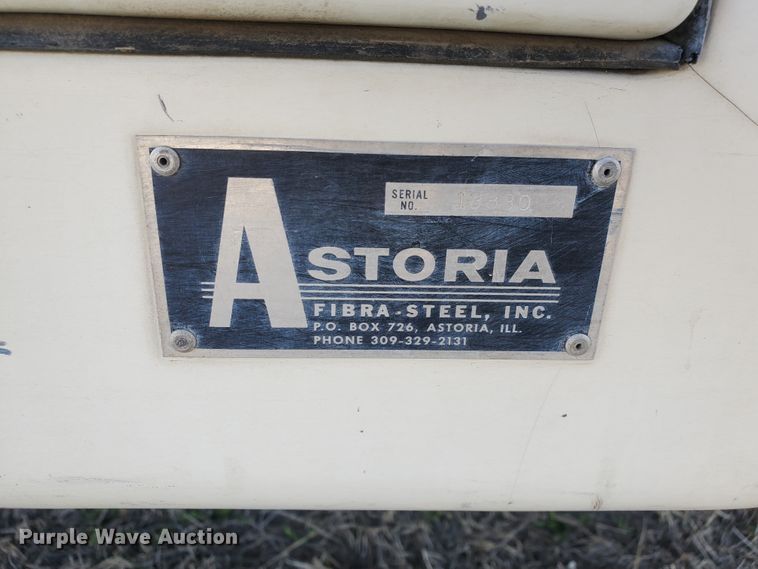 SERIAL
NO.
ASTORIA
FIBRA-STEEL, INC.
P.O. BOX 726, ASTORIA, ILL.
PHONE 309-329-2131
Purple Wave Auction®